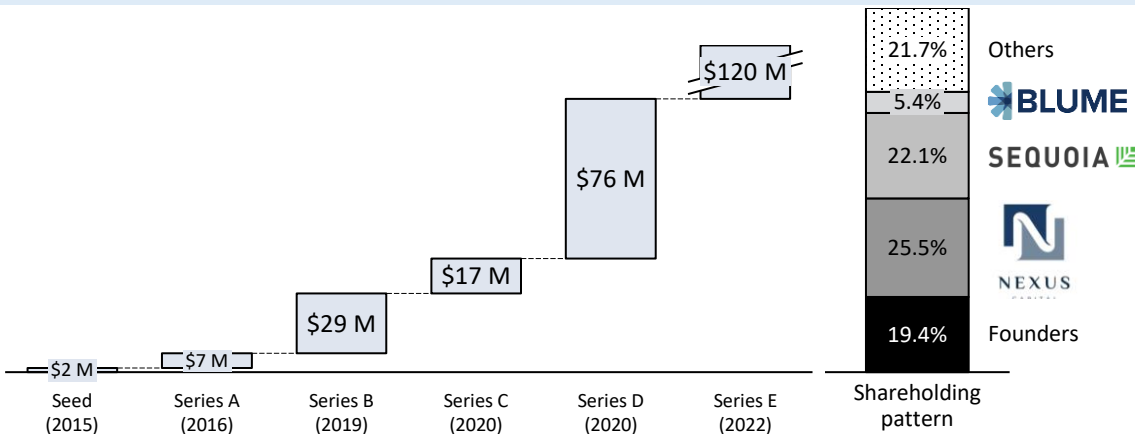 $2 M
$7 M
$29 M
$17 M
$76 M
$120 M
Seed
(2015)
Series A
(2016)
Series B
(2019)
Series C
(2020)
Series D
(2020)
Series E
(2022)
21.7%
Others
5.4%
BLUME
22.1%
SEQUOIA
25.5%
NEXUS
CAPITAL
19.4%
Founders
Shareholding
pattern